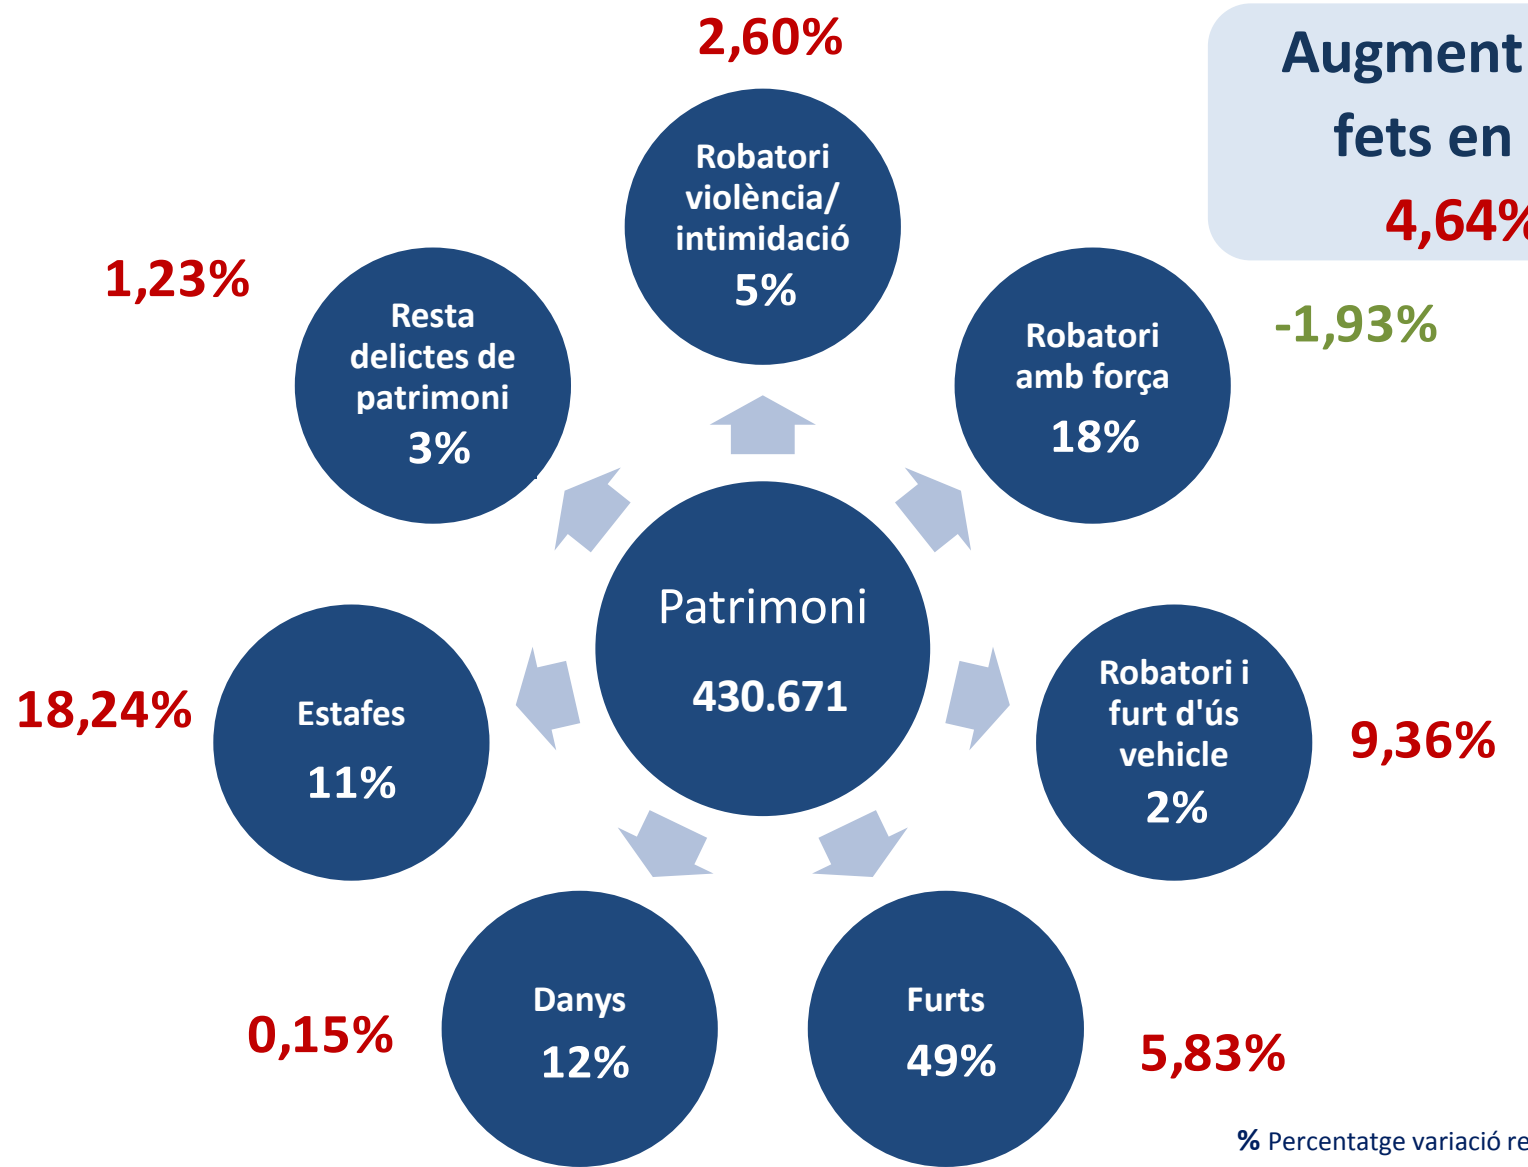 2,60%
Augment
fets en
4,64%
Robatori
violència/
intimidació
5%
1,23%
Resta
delictes de
patrimoni
3%
Robatori
amb força
18%
-1,93%
Patrimoni
430.671
18,24%
Estafes
11%
Robatori i
furt d'ús
vehicle
2%
9,36%
0,15%
Danys
12%
Furts
49%
5,83%
% Percentatge variació